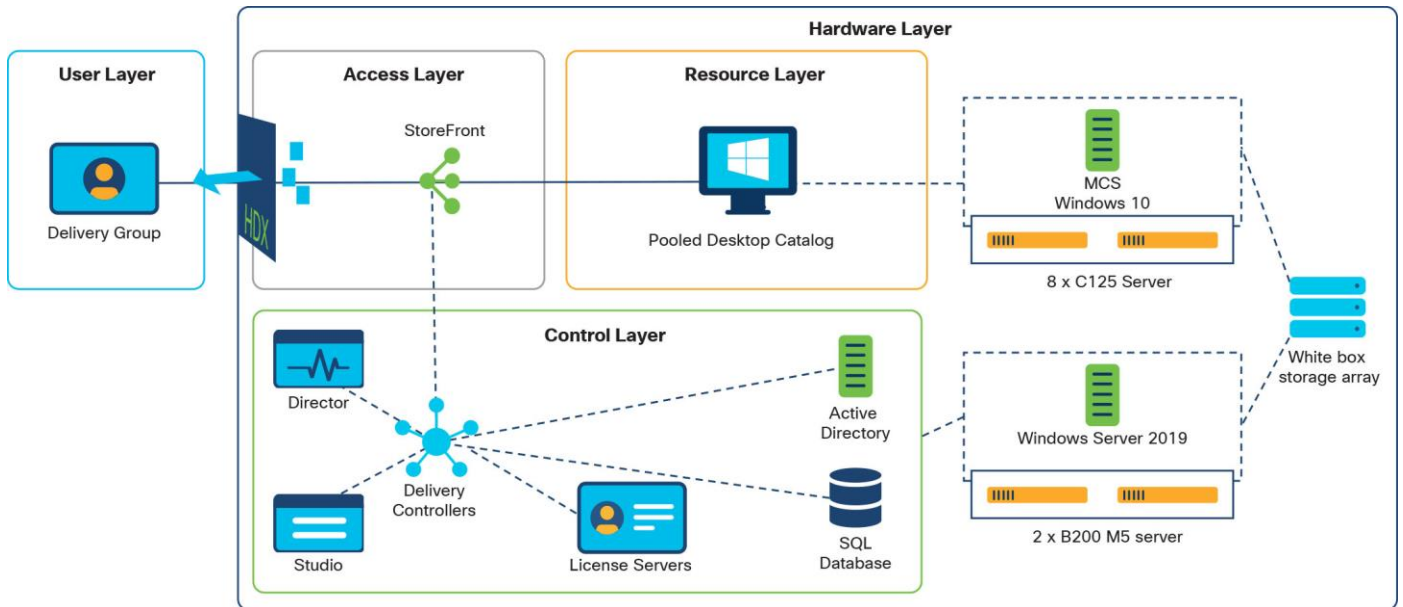 Hardware Layer
User Layer
Access Layer
Resource Layer
StoreFront
HDX
Delivery Group
Pooled Desktop Catalog
MCS
Windows 10
8 x C125 Server
Control Layer
Director
Active
Directory
Delivery
Controllers
Studio
License Servers
SQL
Database
Windows Server 2019
2 x B200 M5 server
White box
storage array